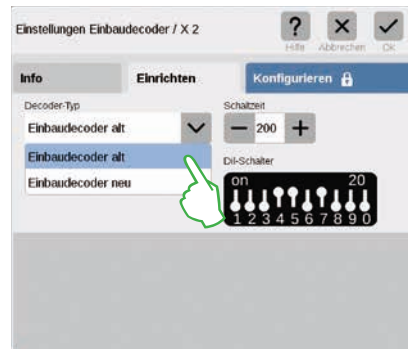 Einstellungen Einbaudecoder / X 2
?
Hilfe Abbrechen OK
Info Einrichten Konfigurieren
Decoder-Typ Schaltzeit
Einbaudecoder alt 200
Einbaudecoder alt Dil-Schalter
Einbaudecoder neu
on 20
1 2 3 4 5 6 7 8 9 0